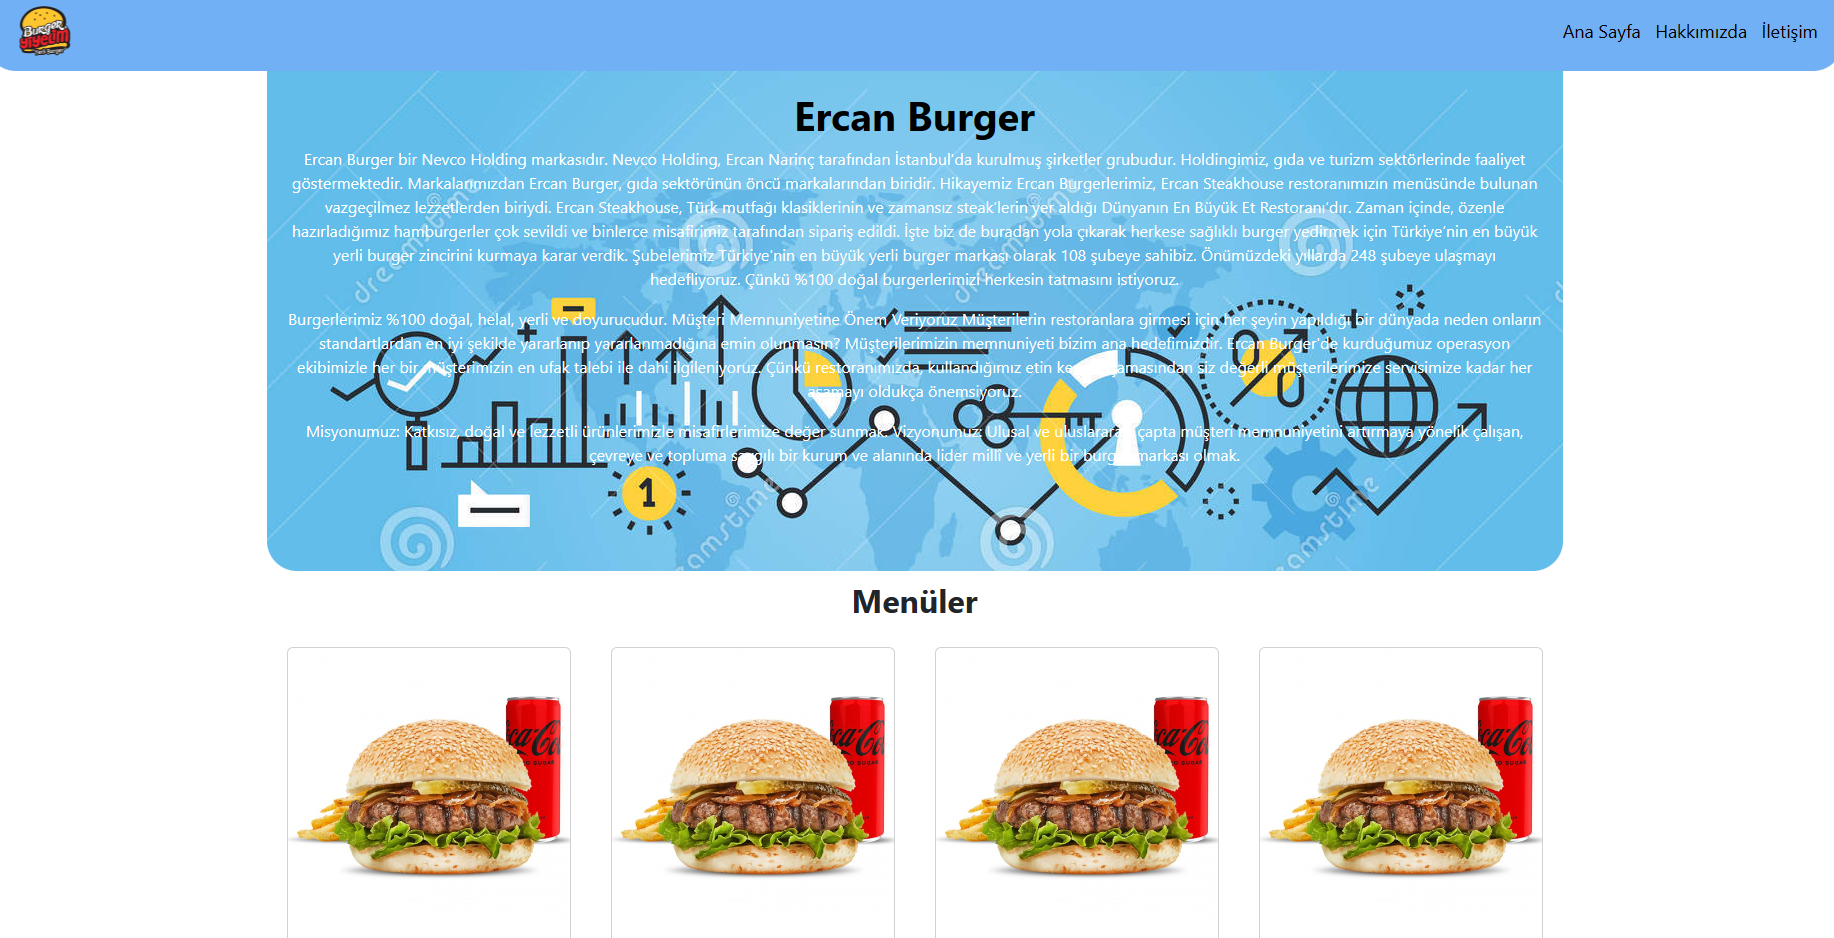 Burger
Yiyelim
Ana Sayfa Hakkımızda İletişim
Ercan Burger
Ercan Burger bir Nevco Holding markasıdır. Nevco Holding, Ercan Narinç tarafından İstanbul'da kurulmuş şirketler grubudur. Holdingimiz, gıda ve turizm sektörlerinde faaliyet
göstermektedir. Markalarımızdan Ercan Burger, gıda sektörünün öncü markalarından biridir. Hikayemiz Ercan Burgerlerimiz, Ercan Steakhouse restoranımızın menüsünde bulunan
vazgeçilmez lezzetlerden biriydi. Ercan Steakhouse, Türk mutfağı klasiklerinin ve zamansız steak'lerin yer aldığı Dünyanın En Büyük Et Restoranı'dır. Zaman içinde, özenle
hazırladığımız hamburgerler çok sevildi ve binlerce misafirimiz tarafından sipariş edildi. İşte biz de buradan yola çıkarak herkese sağlıklı burger yedirmek için Türkiye'nin en büyük
yerli burger zincirini kurmaya karar verdik. Şubelerimiz Türkiye'nin en büyük yerli burger markası olarak 108 şubeye sahibiz. Önümüzdeki yıllarda 248 şubeye ulaşmayı
hedefliyoruz. Çünkü %100 doğal burgerlerimizi herkesin tatmasını istiyoruz.
Burgerlerimiz %100 doğal, helal, yerli ve doyurucudur. Müşteri Memnuniyetine Önem Veriyoruz Müşterilerin restoranlara girmesi için her şeyin yapıldığı bir dünyada neden onların
standartlardan en iyi şekilde yararlanıp yararlanmadığına emin olunmasın? Müşterilerimizin memnuniyeti bizim ana hedefimizdir. Ercan Burger'de kurduğumuz operasyon
ekibimizle her bir müşterimizin en ufak talebi ile dahi ilgileniyoruz. Çünkü restoranımızda, kullandığımız etin aşamasından siz değerli müşterilerimize servisimize kadar her
aşamayı oldukça önemsiyoruz.
Misyonumuz: Katkısız, doğal ve lezzetli ürünlerimizle misafirlerimize değer sunmak. Vizyonumuz: Ulusal ve uluslararası çapta müşteri memnuniyetini artırmaya yönelik çalışan,
çevreye ve topluma saygılı bir kurum ve alanında lider milli ve yerli bir burger markası olmak.
1
dreamstime
dreamstime
dreamstime
Menüler